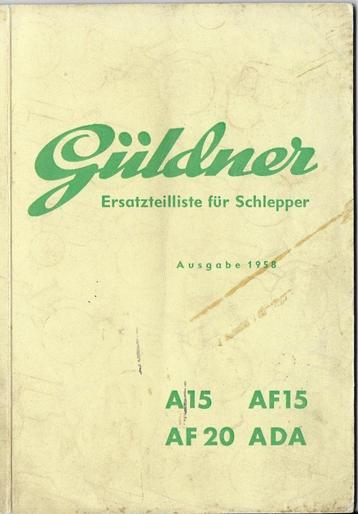 Güldner
Ersatzteilliste für Schlepper
Ausgabe 1958
A15 AF15
AF 20 ADA